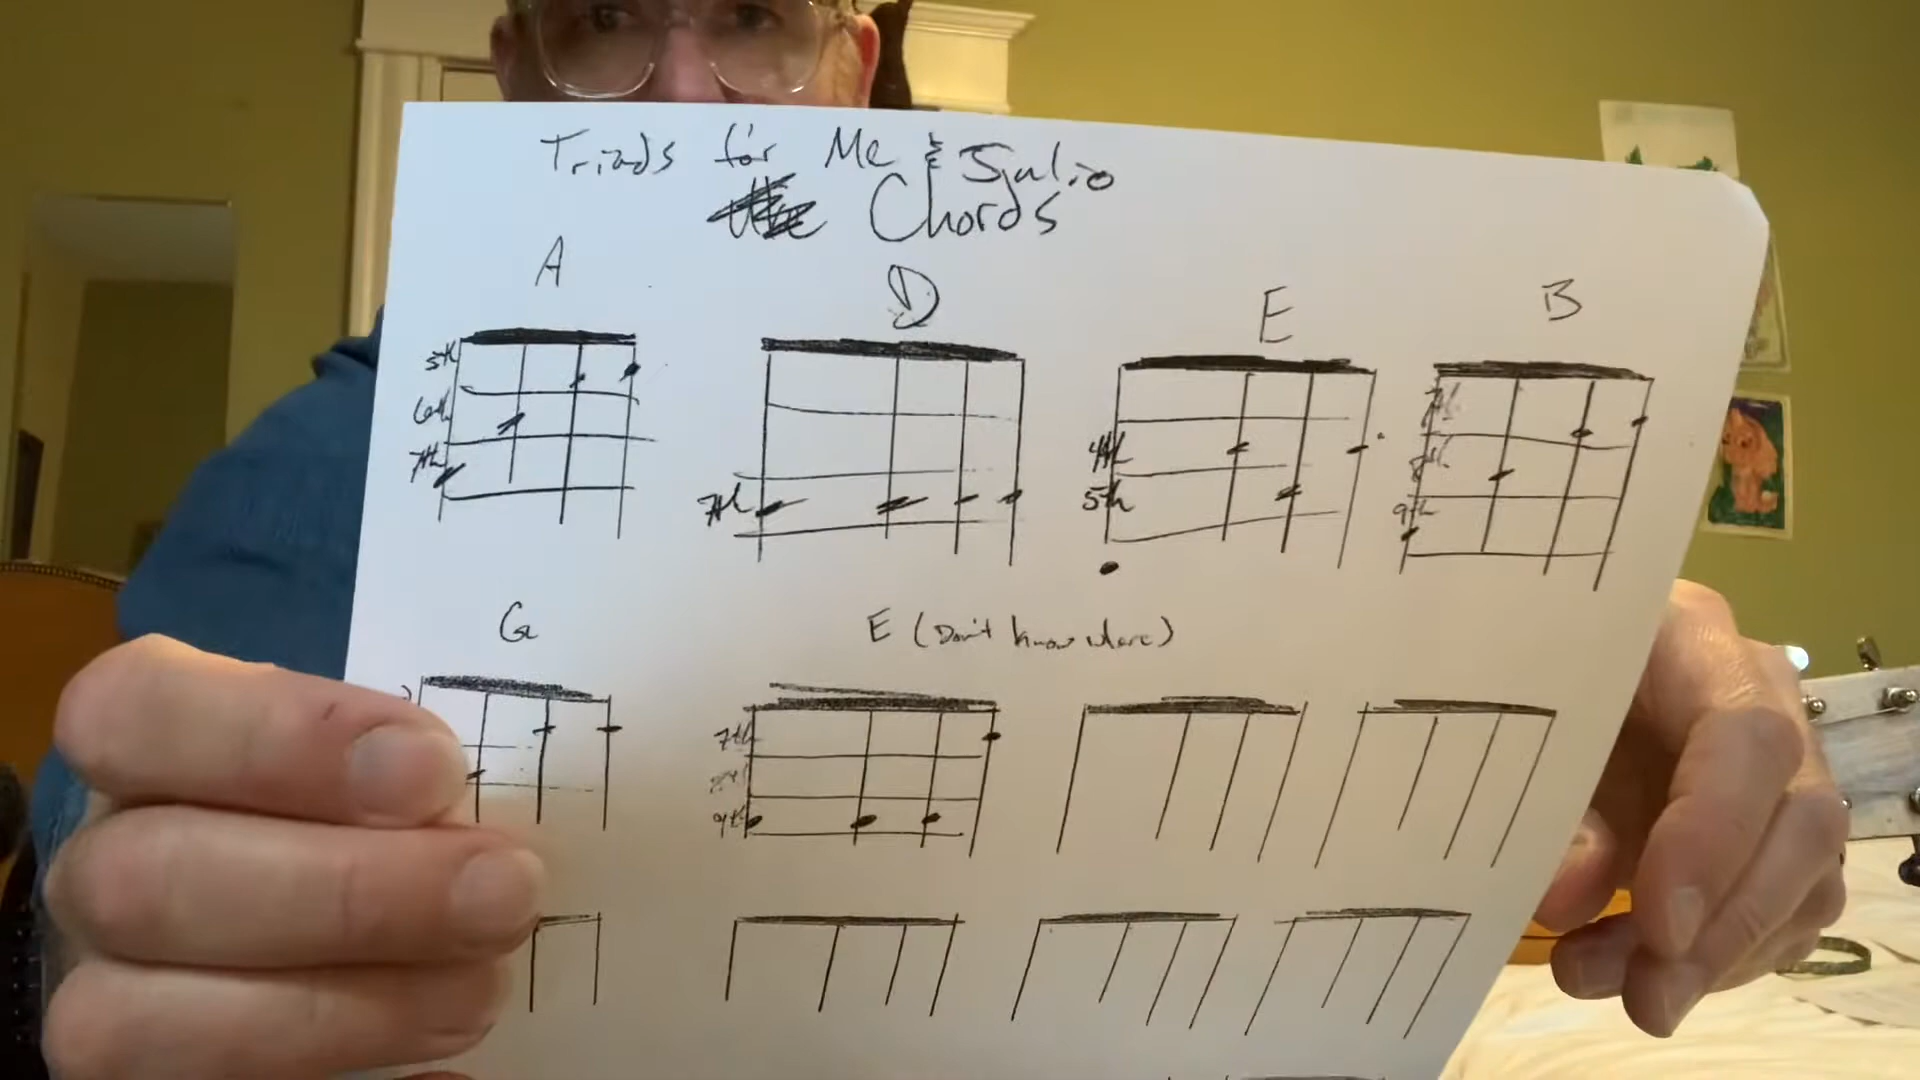 Triads for Me & Julio
the Chords
A D E B
5th
6th
7th
7th
4th
5th
7th
8th
9th
G E (Don't know where)
7th
8th
9th